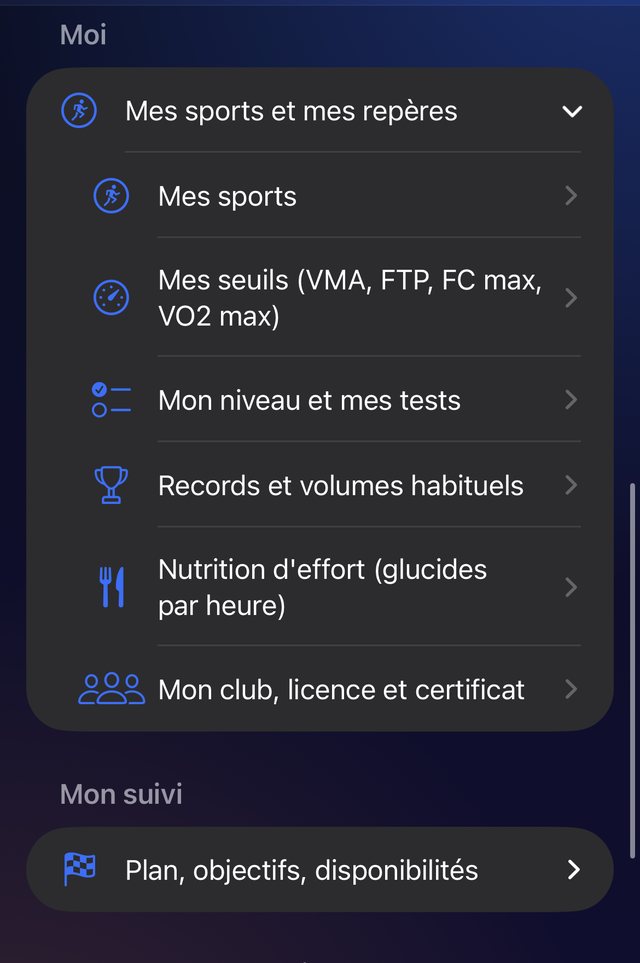 Moi
Mes sports et mes repères
Mes sports
Mes seuils (VMA, FTP, FC max,
VO2 max)
Mon niveau et mes tests
Records et volumes habituels
Nutrition d'effort (glucides
par heure)
Mon club, licence et certificat
Mon suivi
Plan, objectifs, disponibilités